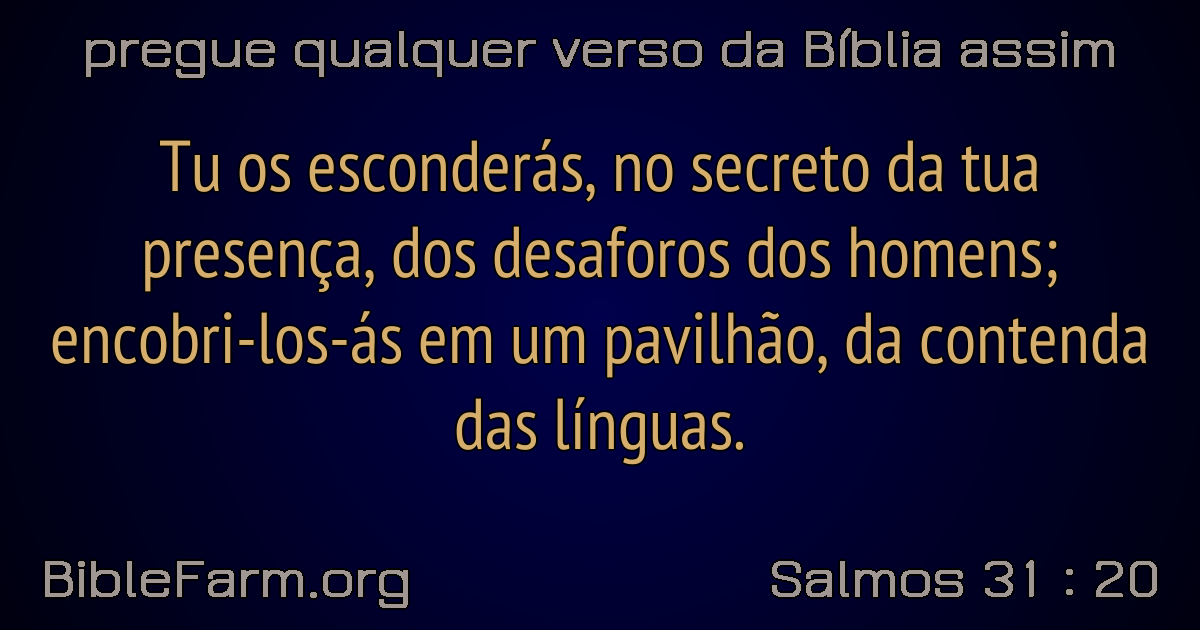 pregue qualquer verso da Bíblia assim
Tu os esconderás, no secreto da tua
presença, dos desaforos dos homens;
encobri-los-ás em um pavilhão, da contenda
das línguas.
BibleFarm.org
Salmos 31 : 20